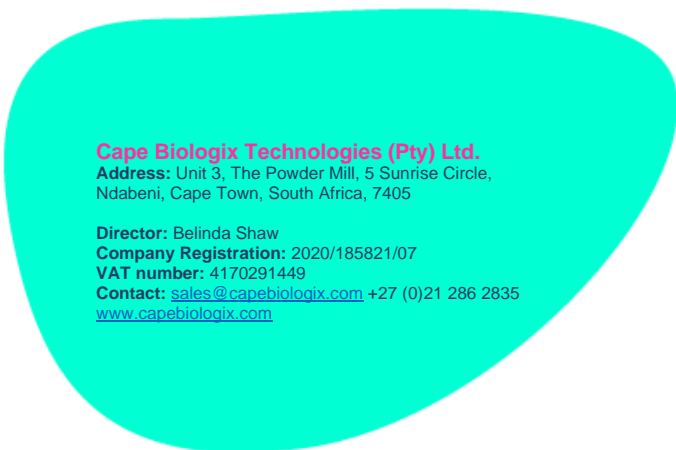 Cape Biologix Technologies (Pty) Ltd.
Address: Unit 3, The Powder Mill, 5 Sunrise Circle,
Ndabeni, Cape Town, South Africa, 7405
Director: Belinda Shaw
Company Registration: 2020/185821/07
VAT number: 4170291449
Contact: sales@capebiologix.com +27 (0)21 286 2835
www.capebiologix.com